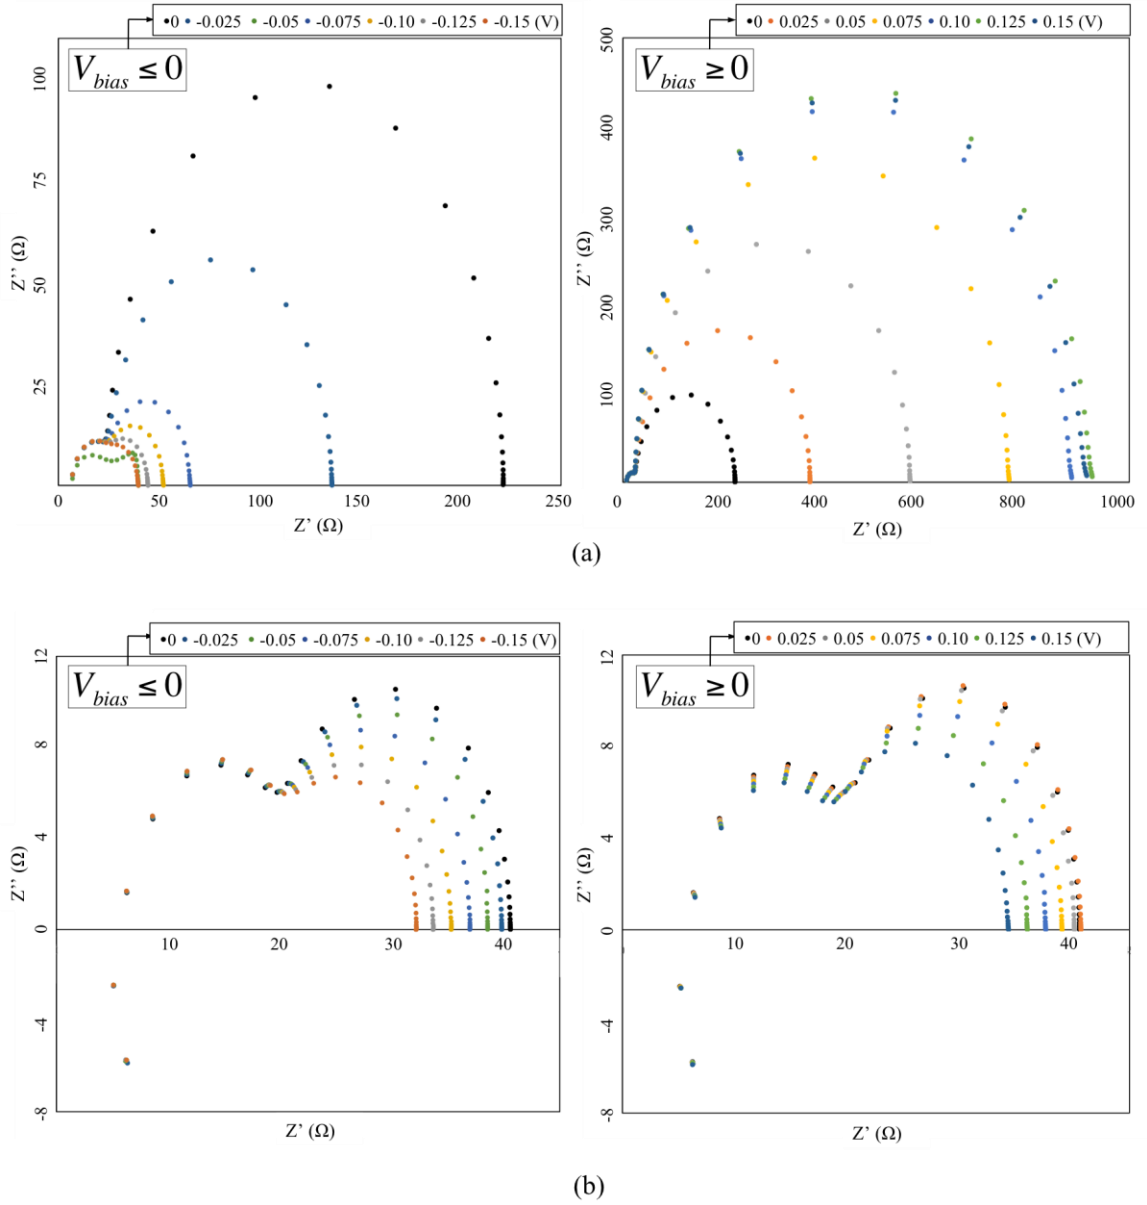 0 -0.025 -0.05 -0.075 -0.10 -0.125 -0.15 (V)
V_bias ≤ 0
100
75
50
25
Z’’ (Ω)
0 50 100 150 200 250
Z’ (Ω)
0 0.025 0.05 0.075 0.10 0.125 0.15 (V)
V_bias ≥ 0
500
400
300
200
100
Z’’ (Ω)
0 200 400 600 800 1000
Z’ (Ω)
(a)
0 -0.025 -0.05 -0.075 -0.10 -0.125 -0.15 (V)
V_bias ≤ 0
12
8
4
0
-4
-8
Z’’ (Ω)
10 20 30 40
Z’ (Ω)
0 0.025 0.05 0.075 0.10 0.125 0.15 (V)
V_bias ≥ 0
12
8
4
0
-4
-8
Z’’ (Ω)
10 20 30 40
Z’ (Ω)
(b)